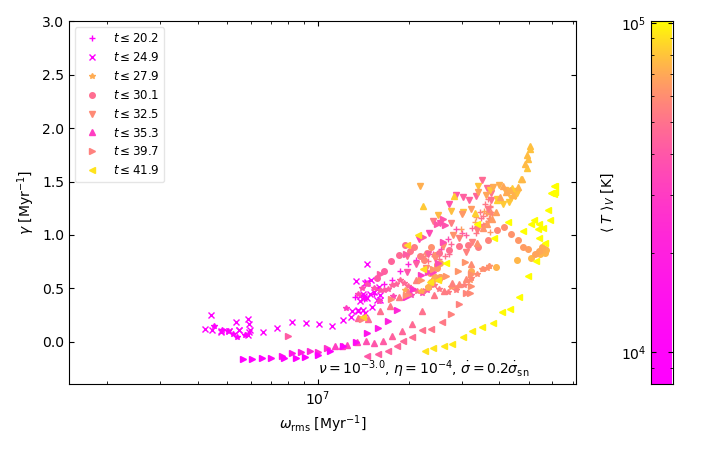 3.0
2.5
2.0
1.5
1.0
0.5
0.0
γ [Myr⁻¹]
t ≤ 20.2
t ≤ 24.9
t ≤ 27.9
t ≤ 30.1
t ≤ 32.5
t ≤ 35.3
t ≤ 39.7
t ≤ 41.9
ν = 10⁻³·⁰, η = 10⁻⁴, σ̇ = 0.2σ̇ₛₙ
10⁷
ω_rms [Myr⁻¹]
10⁵
10⁴
⟨ T ⟩_V [K]